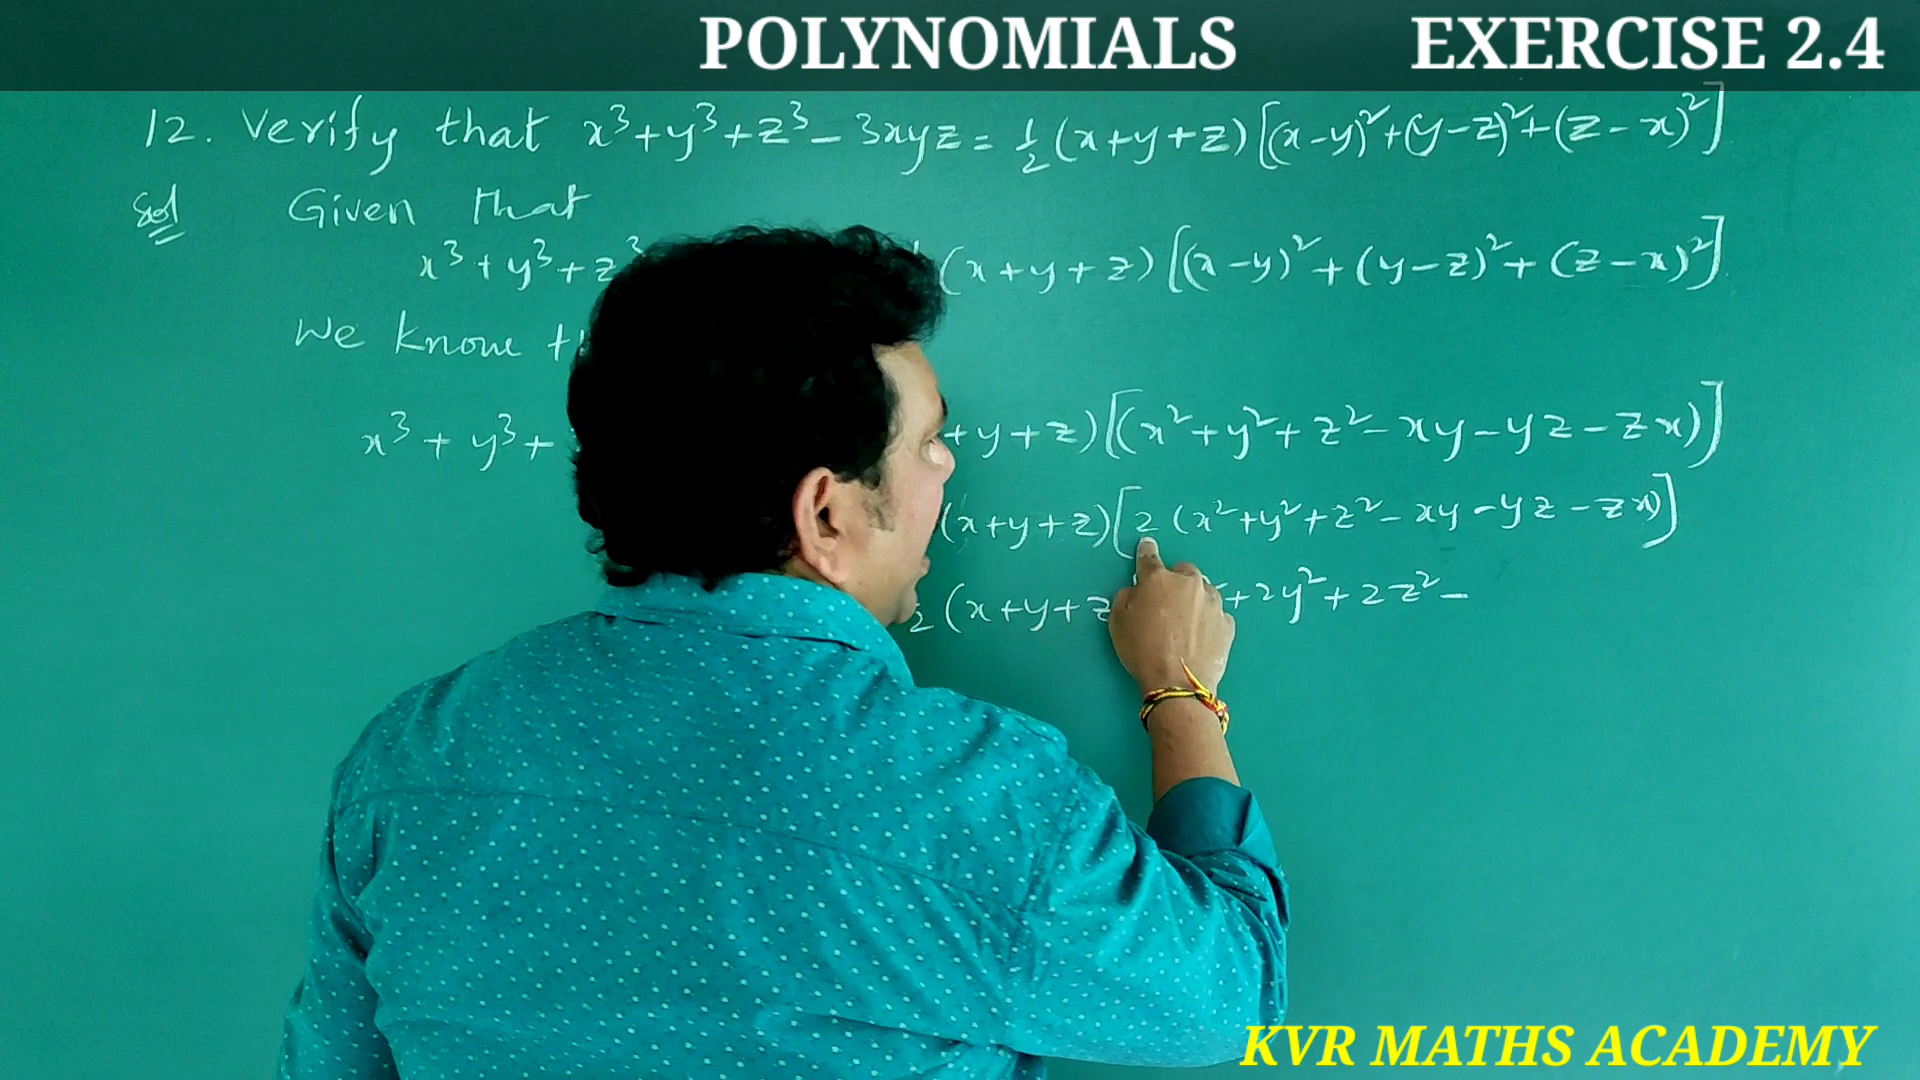 POLYNOMIALS EXERCISE 2.4
12. Verify that x³+y³+z³-3xyz=½(x+y+z)[(x-y)²+(y-z)²+(z-x)²]
Sol Given that
x³+y³+z³ (x+y+z)[(x-y)²+(y-z)²+(z-x)²]
We know
x³+y³+ +y+z)[(x²+y²+z²-xy-yz-zx)]
(x+y+z)[2(x²+y²+z²-xy-yz-zx)]
2(x+y+z +2y²+2z²-
KVR MATHS ACADEMY